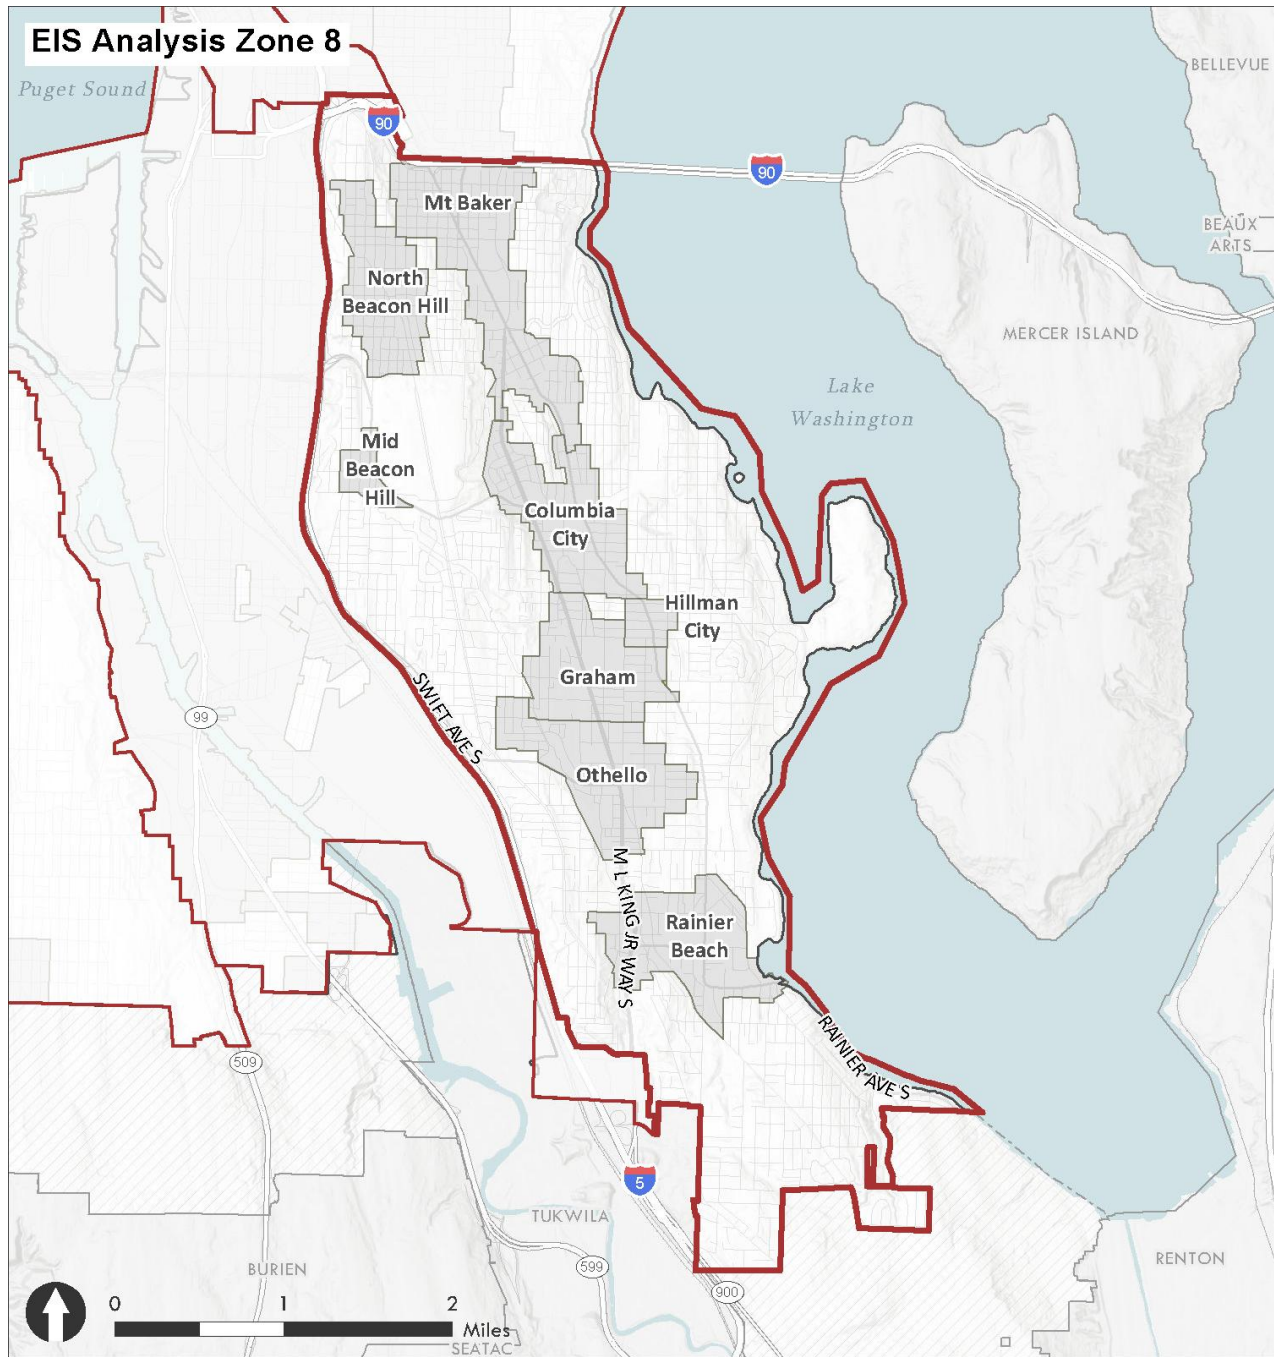 EIS Analysis Zone 8
Puget Sound
BELLEVUE
90
90
Mt Baker
BEAUX
ARTS
North
Beacon Hill
MERCER ISLAND
Lake
Washington
Mid
Beacon
Hill
Columbia
City
Hillman
City
Graham
SWIFT AVE S
99
Othello
M L KING JR WAY S
Rainier
Beach
RAINIER AVE S
509
5
TUKWILA
RENTON
BURIEN
599
900
0 1 2
Miles
SEATAC